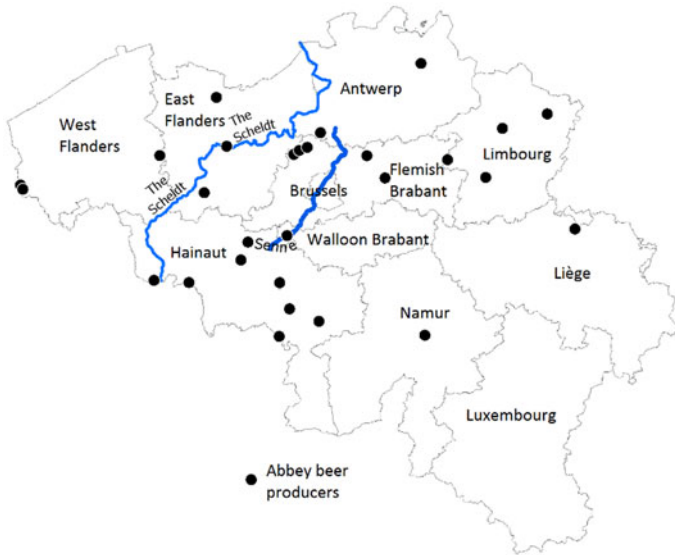 East
Flanders
The
Scheldt
Antwerp
West
Flanders
Limbourg
Flemish
Brabant
Brussels
The
Scheldt
Hainaut
Senne
Walloon Brabant
Liège
Namur
Luxembourg
Abbey beer
producers